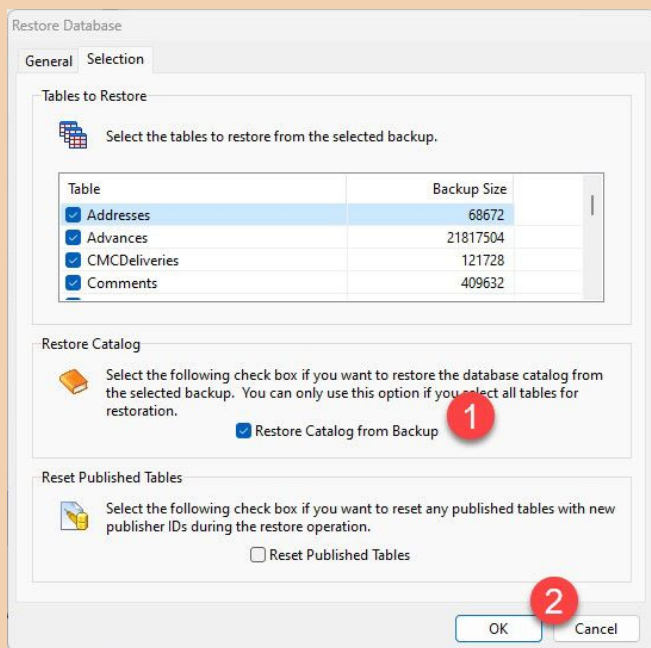 Restore Database
General
Selection
Tables to Restore
Select the tables to restore from the selected backup.
Table Backup Size
Addresses 68672
Advances 21817504
CMCDeliveries 121728
Comments 409632
Restore Catalog
Select the following check box if you want to restore the database catalog from
the selected backup. You can only use this option if you select all tables for
restoration.
1
Restore Catalog from Backup
Reset Published Tables
Select the following check box if you want to reset any published tables with new
publisher IDs during the restore operation.
Reset Published Tables
2
OK Cancel